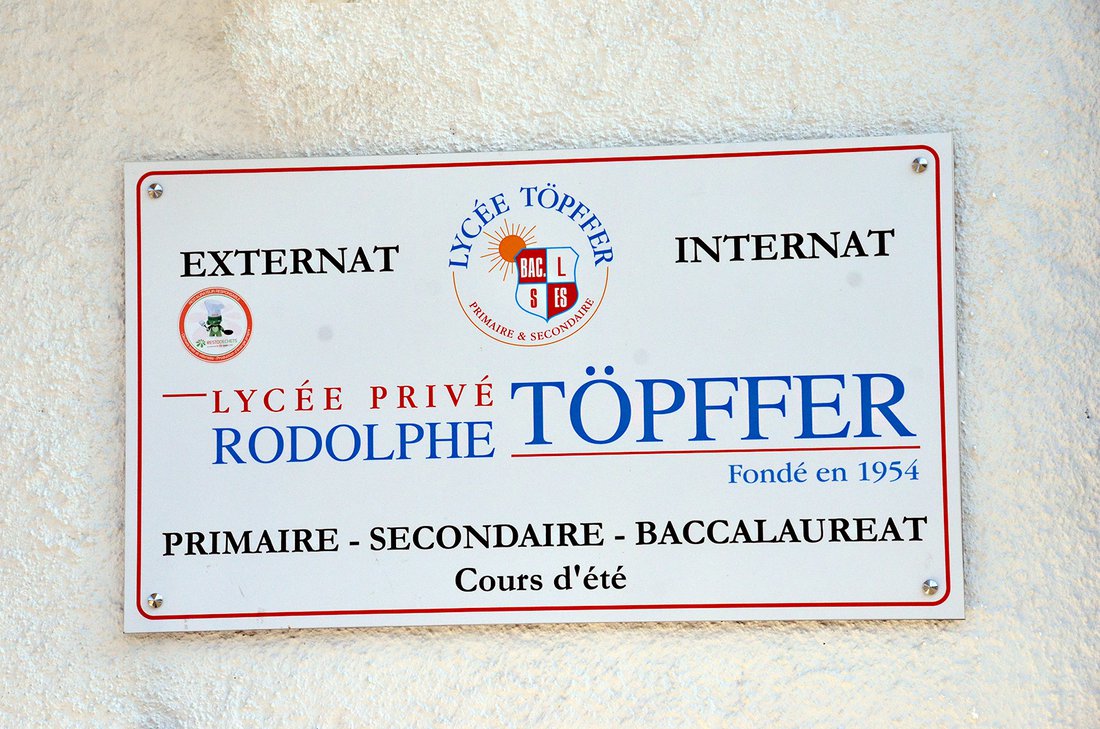 EXTERNAT
LYCÉE TÖPFFER
BAC. L
S ES
PRIMAIRE & SECONDAIRE
INTERNAT
LYCÉE PRIVÉ
RODOLPHE TÖPFFER
Fondé en 1954
PRIMAIRE - SECONDAIRE - BACCALAUREAT
Cours d'été